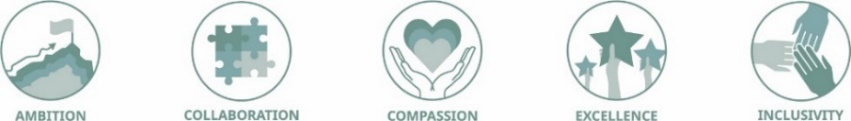 AMBITION
COLLABORATION
COMPASSION
EXCELLENCE
INCLUSIVITY